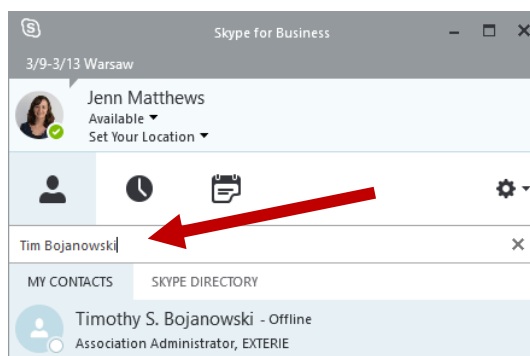 Skype for Business
3/9-3/13 Warsaw
Jenn Matthews
Available
Set Your Location
Tim Bojanowski
MY CONTACTS SKYPE DIRECTORY
Timothy S. Bojanowski - Offline
Association Administrator, EXTERIE